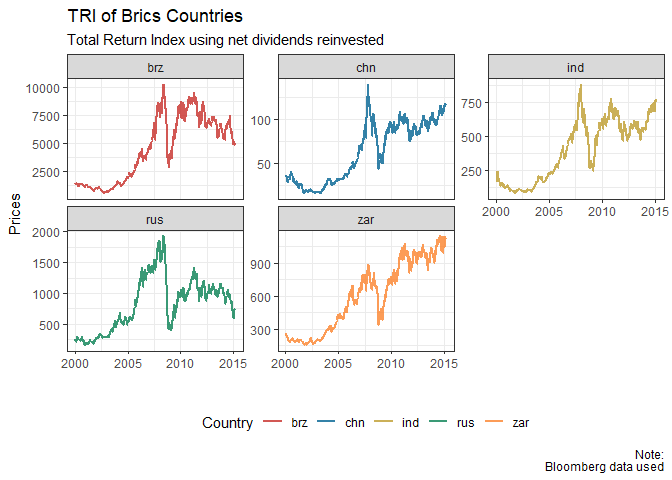 TRI of Brics Countries
Total Return Index using net dividends reinvested
brz
chn
ind
10000
7500
5000
2500
100
50
750
500
250
2000 2005 2010 2015
Prices
rus
zar
2000
1500
1000
500
900
600
300
2000 2005 2010 2015
2000 2005 2010 2015
Country brz chn ind rus zar
Note:
Bloomberg data used